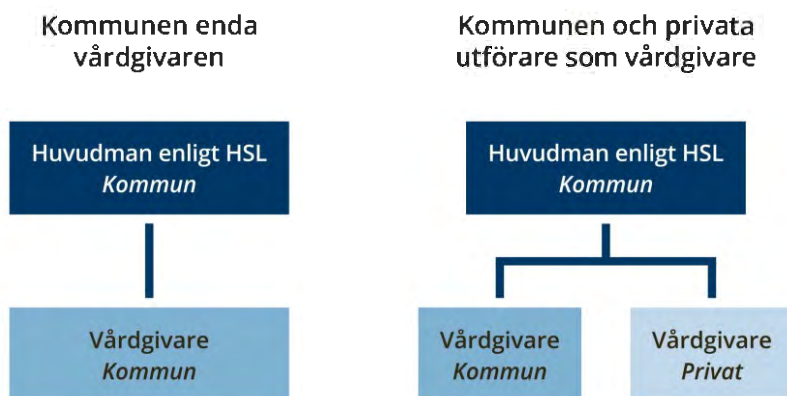 Kommunen enda
vårdgivaren
Huvudman enligt HSL
Kommun
Vårdgivare
Kommun
Kommunen och privata
utförare som vårdgivare
Huvudman enligt HSL
Kommun
Vårdgivare
Kommun
Vårdgivare
Privat